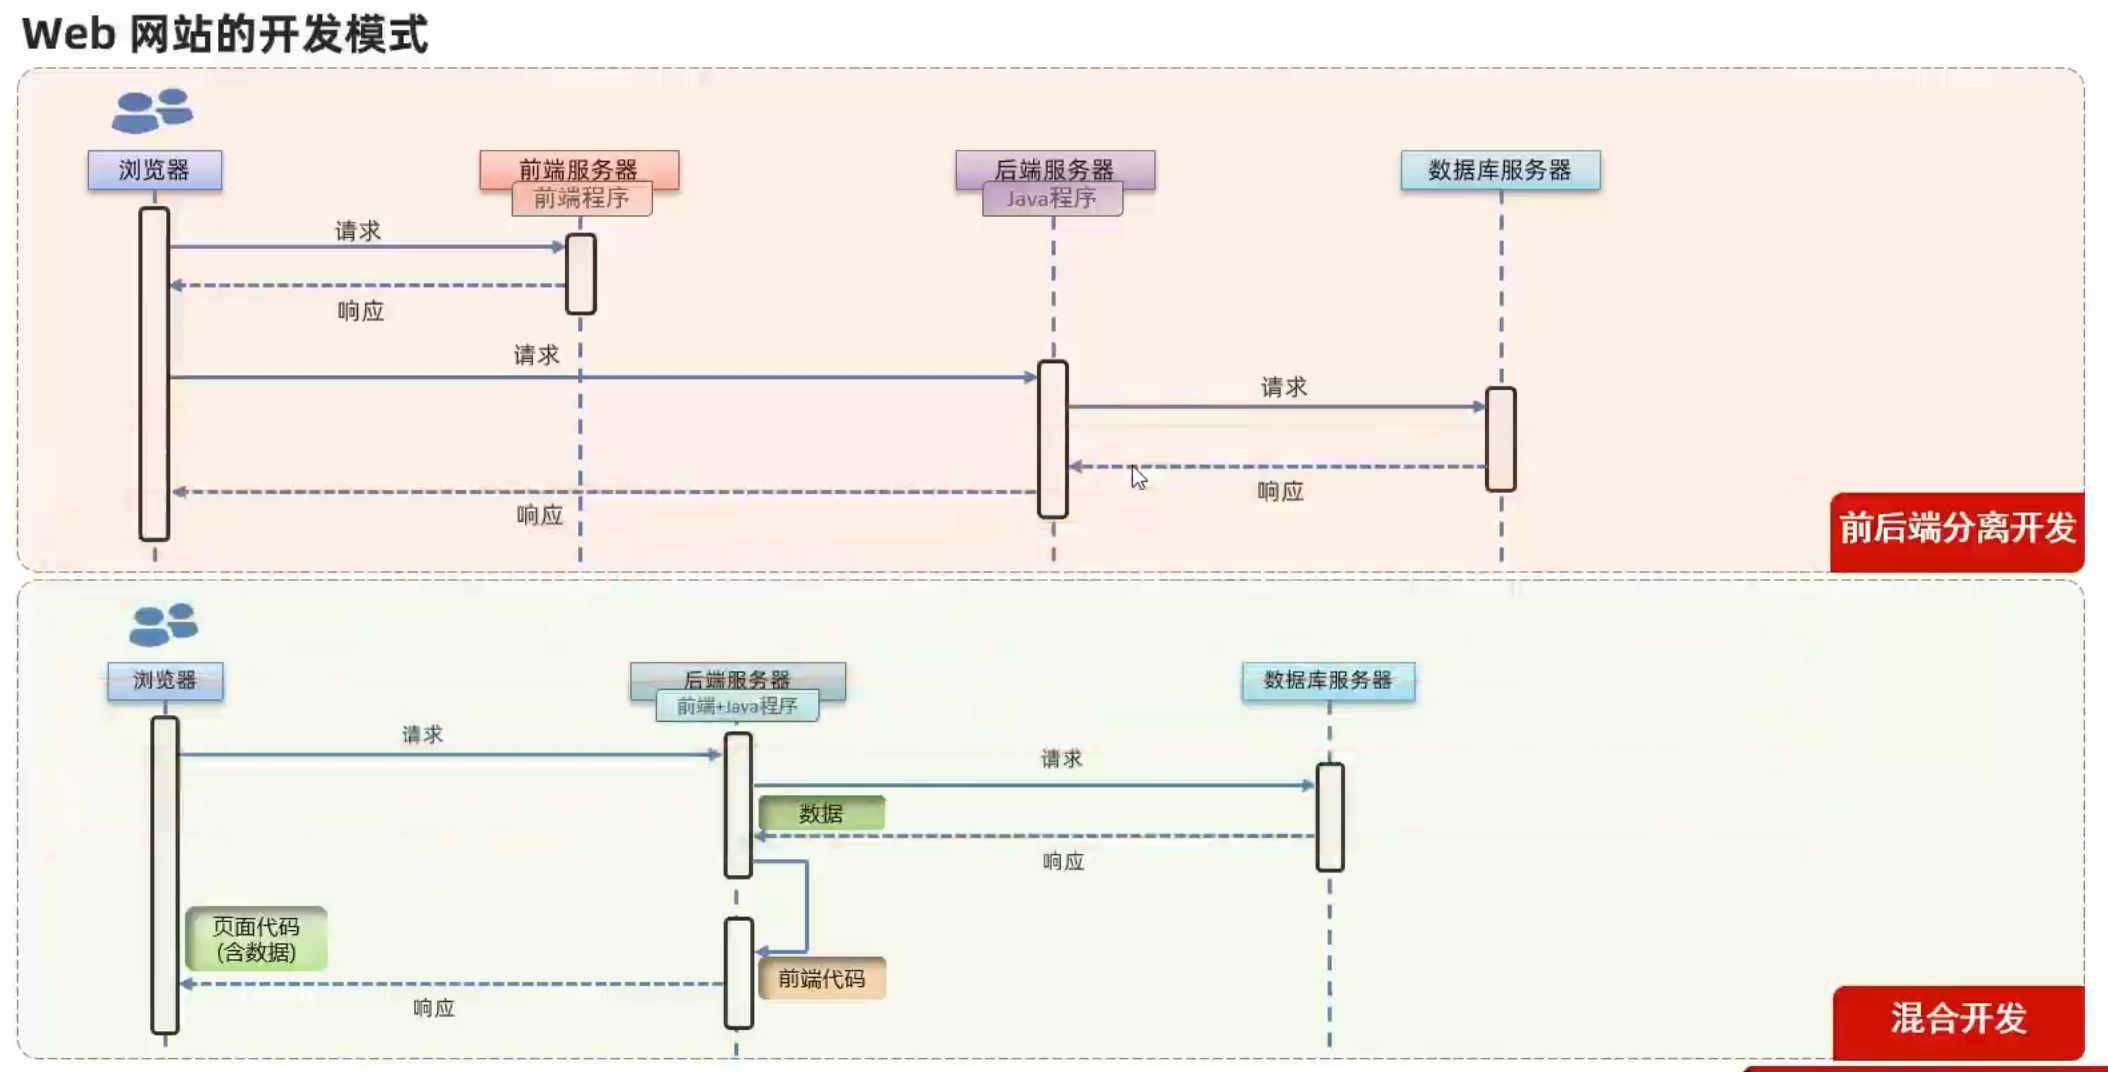 Web 网站的开发模式
浏览器
前端服务器
前端程序
后端服务器
Java程序
数据库服务器
请求
响应
请求
请求
响应
响应
前后端分离开发
浏览器
后端服务器
前端+Java程序
数据库服务器
请求
请求
数据
响应
页面代码
(含数据)
前端代码
响应
混合开发